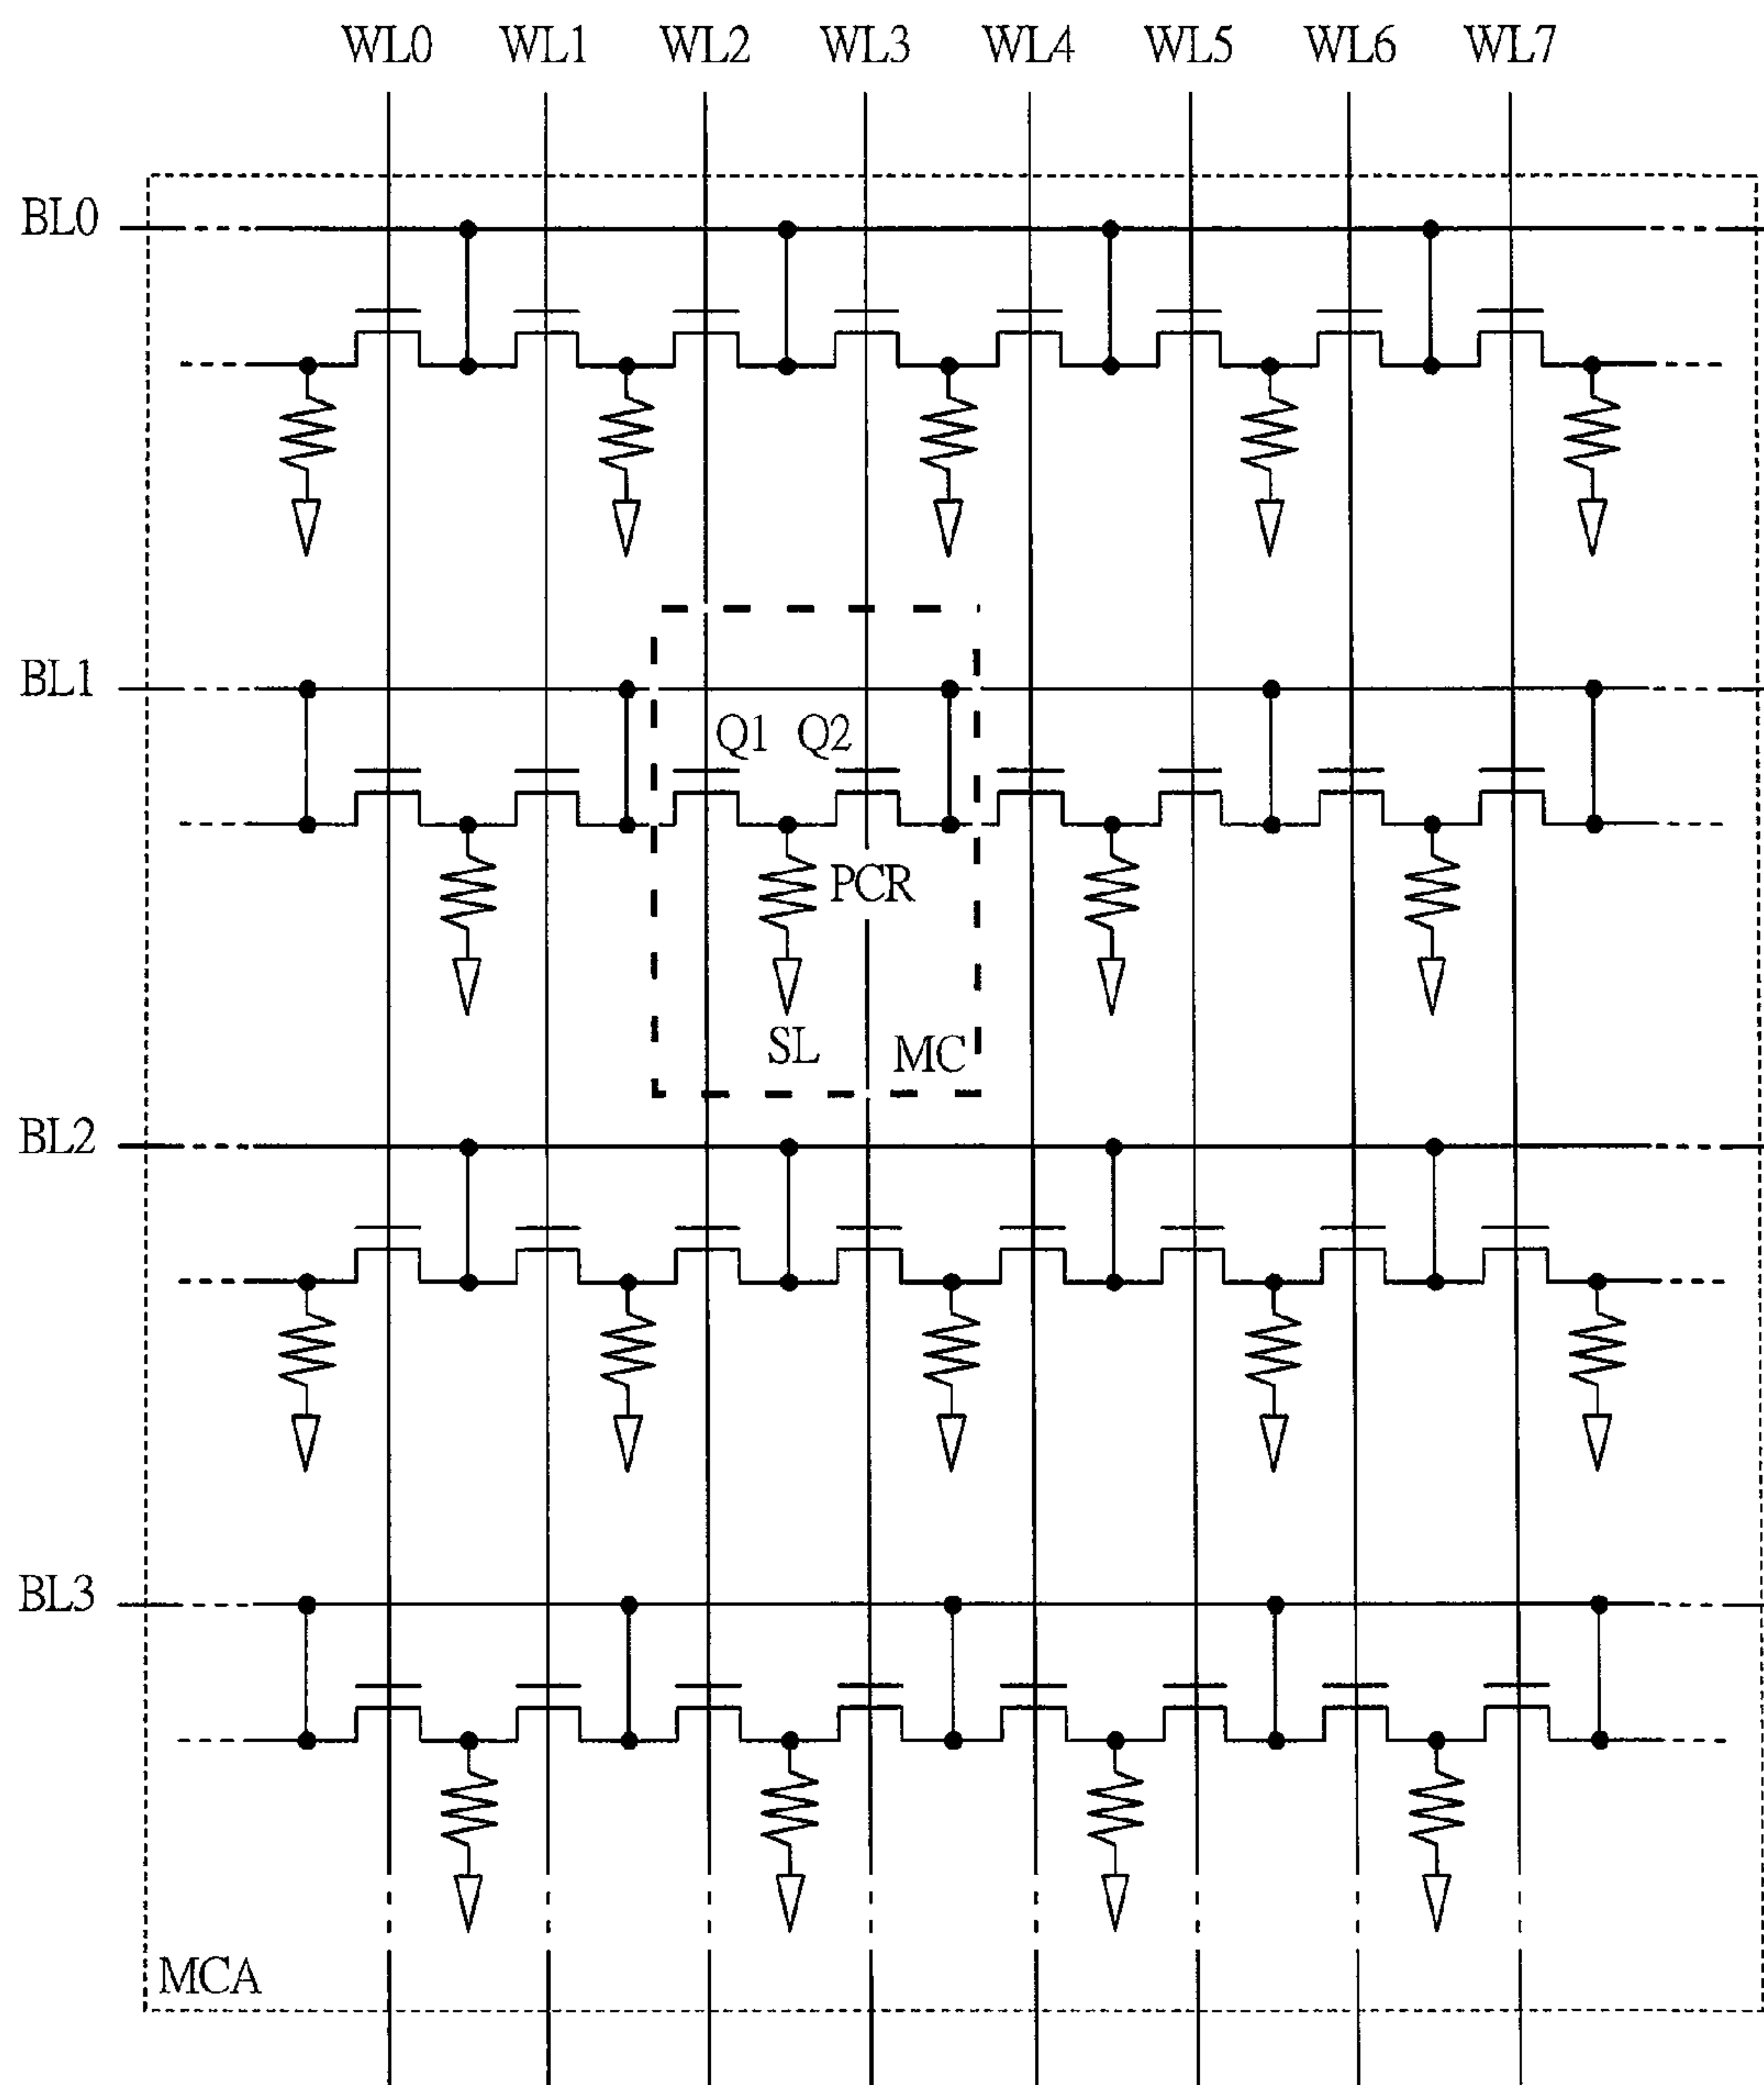 WL0 WL1 WL2 WL3 WL4 WL5 WL6 WL7
BL0
BL1
Q1 Q2
PCR
SL
MC
BL2
BL3
MCA